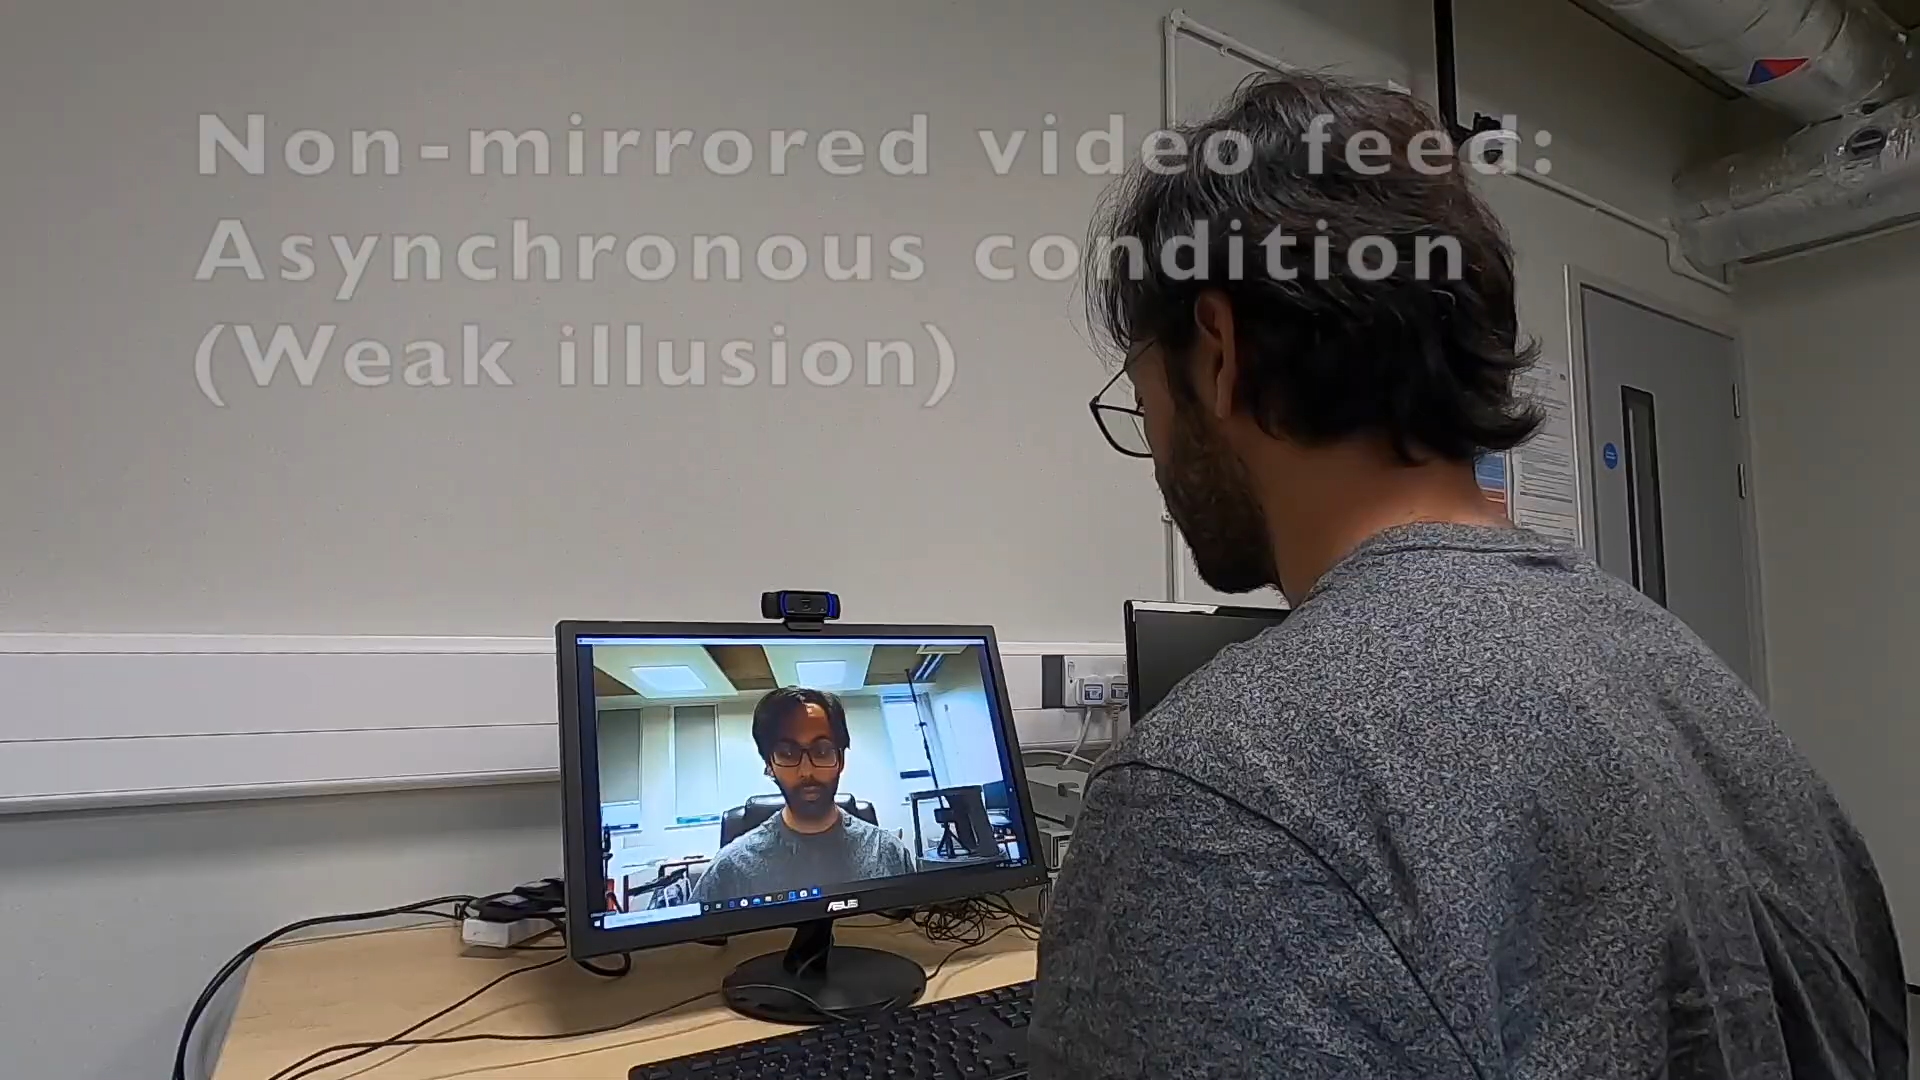 Non-mirrored video feed:
Asynchronous condition
(Weak illusion)
ASUS